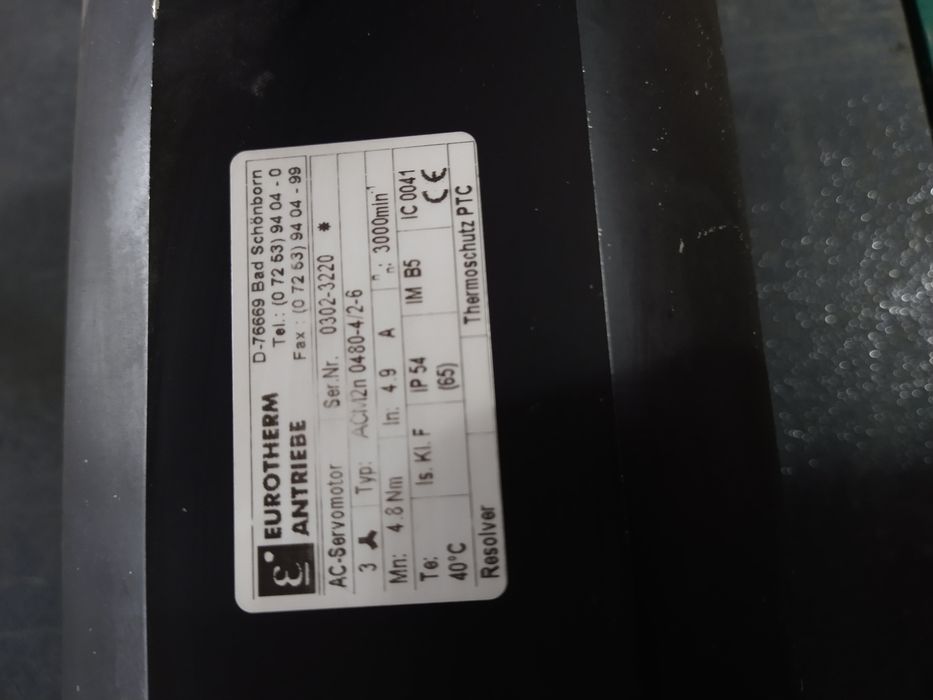 EUROTHERM
ANTRIEBE
D-76669 Bad Schönborn
Tel.: (0 72 53) 94 04 - 0
Fax : (0 72 53) 94 04 - 99
AC-Servomotor Ser.Nr. 0302-3220 *
3 Typ: ACM2n 0480-4/2-6
Mn: 4.8 Nm In: 4.9 A nn: 3000min-1
Te: 40°C Is. Kl. F IP 54 (65) IM B5 IC 0041 CE
Resolver Thermoschutz PTC